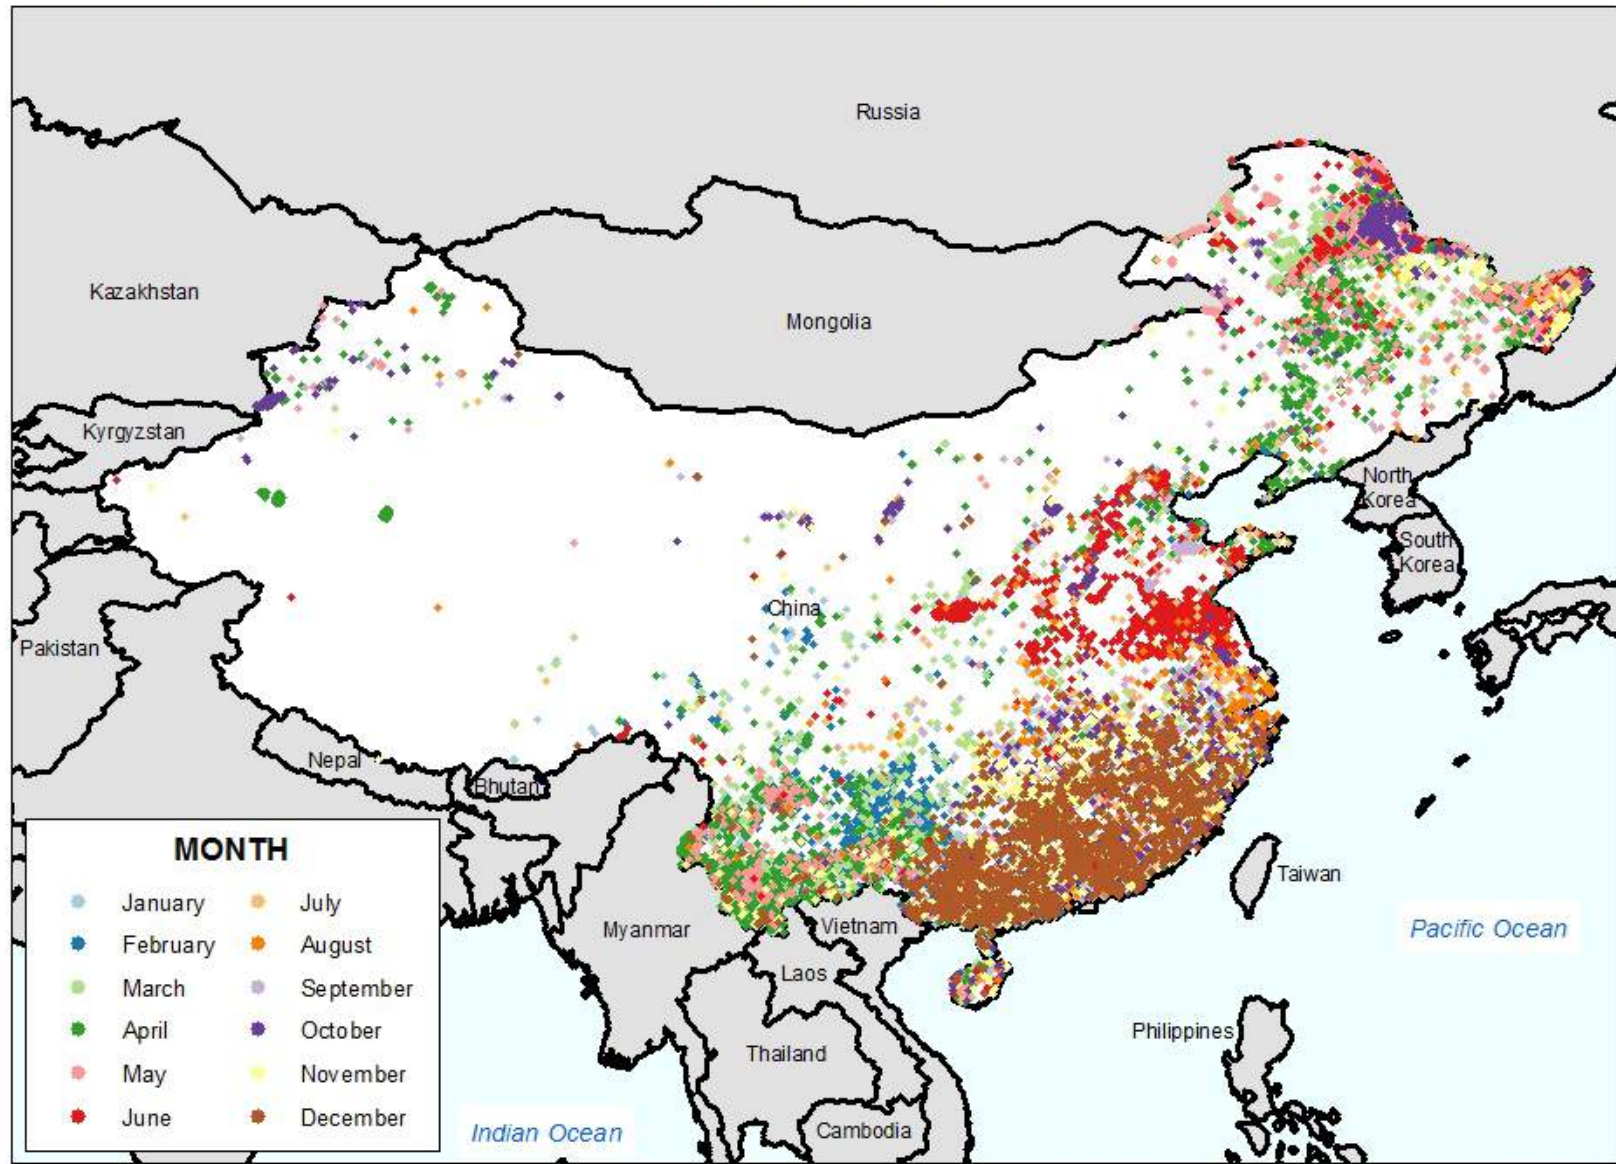 Russia
Kazakhstan
Mongolia
Kyrgyzstan
North
Korea
South
Korea
China
Pakistan
Nepal
Bhutan
Taiwan
Myanmar
Vietnam
Pacific Ocean
Laos
Philippines
Thailand
Cambodia
Indian Ocean
MONTH
January
July
February
August
March
September
April
October
May
November
June
December